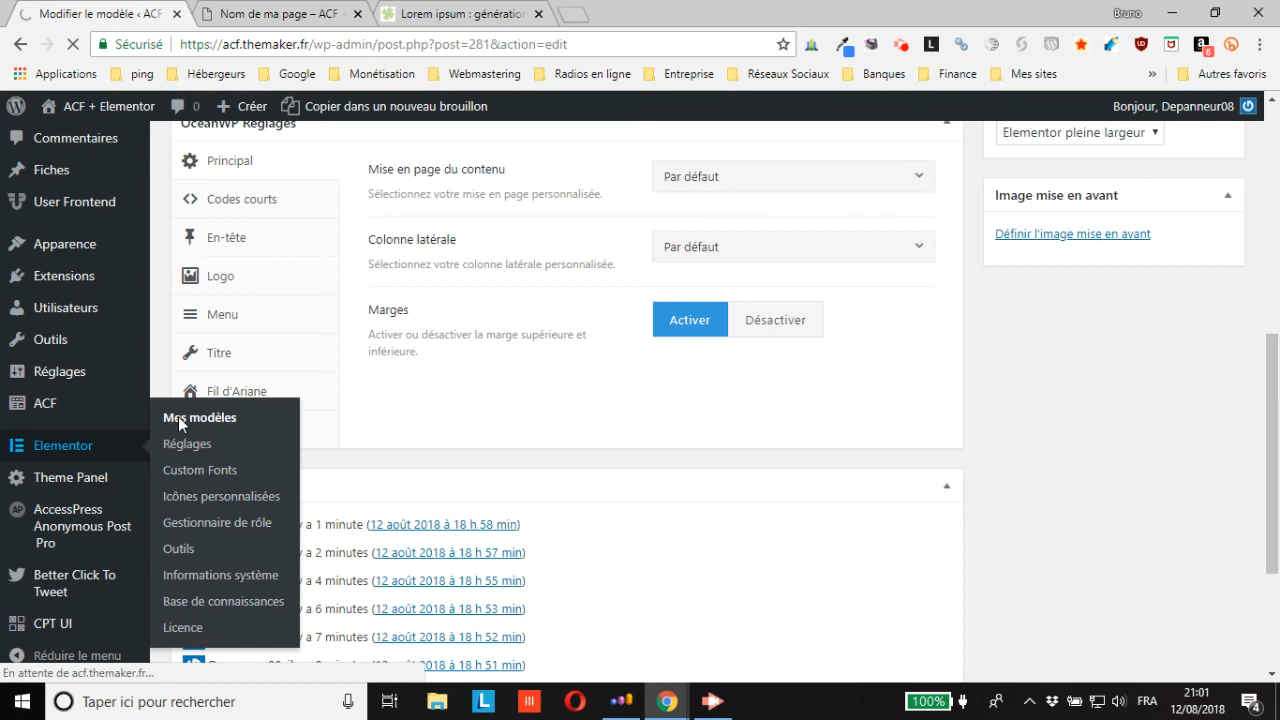 Modifier le modèle ‹ ACF
Nom de ma page – ACF -
Lorem ipsum : génération
Bruno
Sécurisé
https://acf.themaker.fr/wp-admin/post.php?post=281&action=edit
Applications
ping
Hébergeurs
Google
Monétisation
Webmastering
Radios en ligne
Entreprise
Réseaux Sociaux
Banques
Finance
Mes sites
Autres favoris
ACF + Elementor
0
Créer
Copier dans un nouveau brouillon
Bonjour, Depanneur08
Commentaires
Fiches
User Frontend
Apparence
Extensions
Utilisateurs
Outils
Réglages
ACF
Elementor
Theme Panel
AccessPress
Anonymous Post
Pro
Better Click To
Tweet
CPT UI
Réduire le menu
OceanWP Réglages
Principal
Codes courts
En-tête
Logo
Menu
Titre
Fil d'Ariane
Mise en page du contenu
Sélectionnez votre mise en page personnalisée.
Par défaut
Colonne latérale
Sélectionnez votre colonne latérale personnalisée.
Par défaut
Marges
Activer ou désactiver la marge supérieure et
inférieure.
Activer
Désactiver
Elementor pleine largeur
Image mise en avant
Définir l'image mise en avant
Mes modèles
Réglages
Custom Fonts
Icônes personnalisées
Gestionnaire de rôle
Outils
Informations système
Base de connaissances
Licence
y a 1 minute (12 août 2018 à 18 h 58 min)
y a 2 minutes (12 août 2018 à 18 h 57 min)
y a 4 minutes (12 août 2018 à 18 h 55 min)
y a 6 minutes (12 août 2018 à 18 h 53 min)
y a 7 minutes (12 août 2018 à 18 h 52 min)
(12 août 2018 à 18 h 51 min)
En attente de acf.themaker.fr...
Taper ici pour rechercher
100%
FRA
21:01
12/08/2018
4